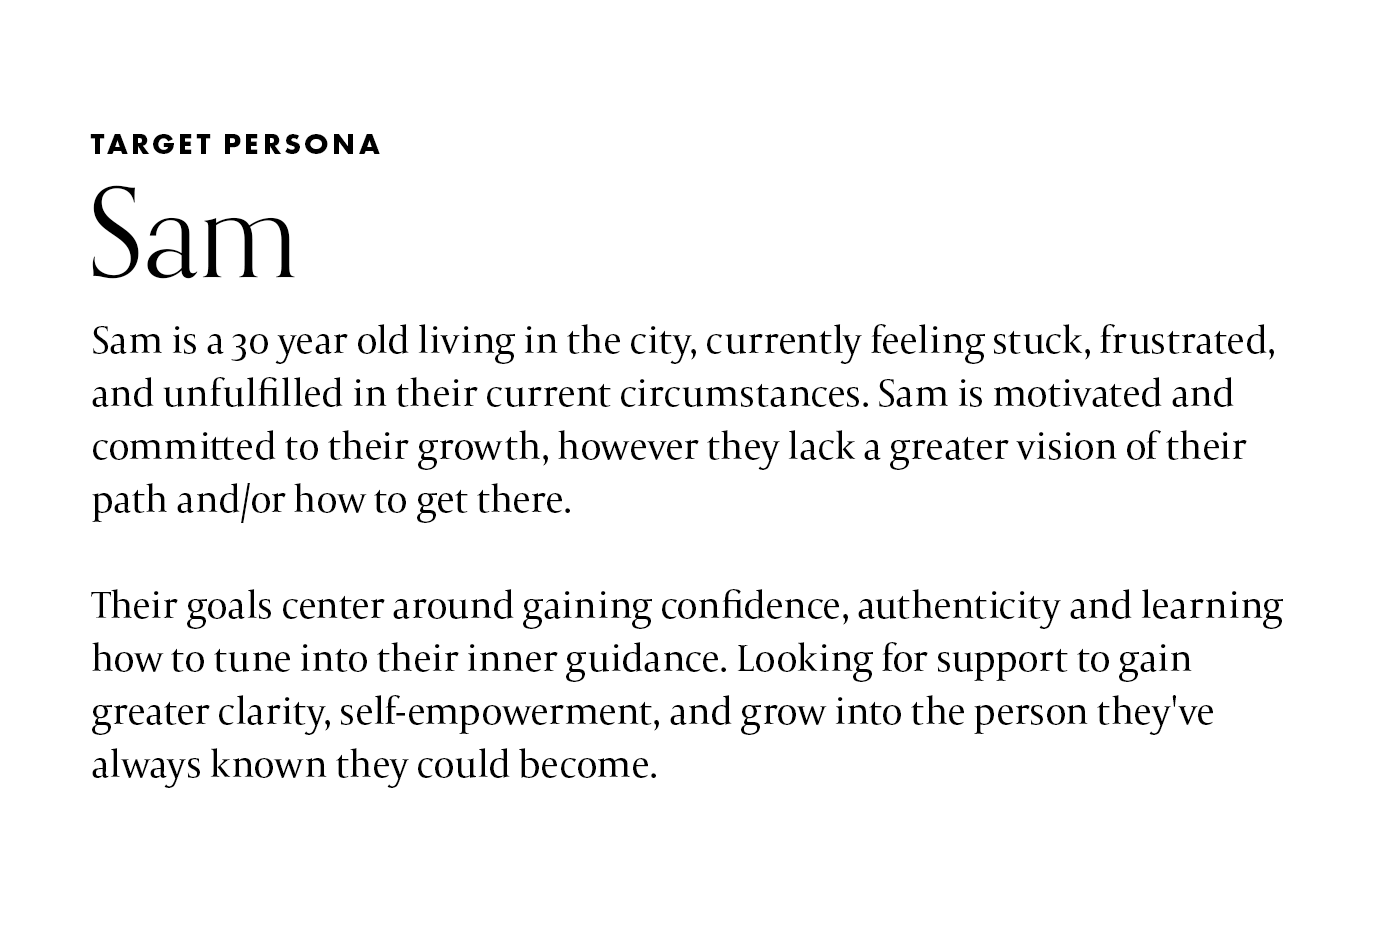 TARGET PERSONA
Sam
Sam is a 30 year old living in the city, currently feeling stuck, frustrated,
and unfulfilled in their current circumstances. Sam is motivated and
committed to their growth, however they lack a greater vision of their
path and/or how to get there.
Their goals center around gaining confidence, authenticity and learning
how to tune into their inner guidance. Looking for support to gain
greater clarity, self-empowerment, and grow into the person they've
always known they could become.